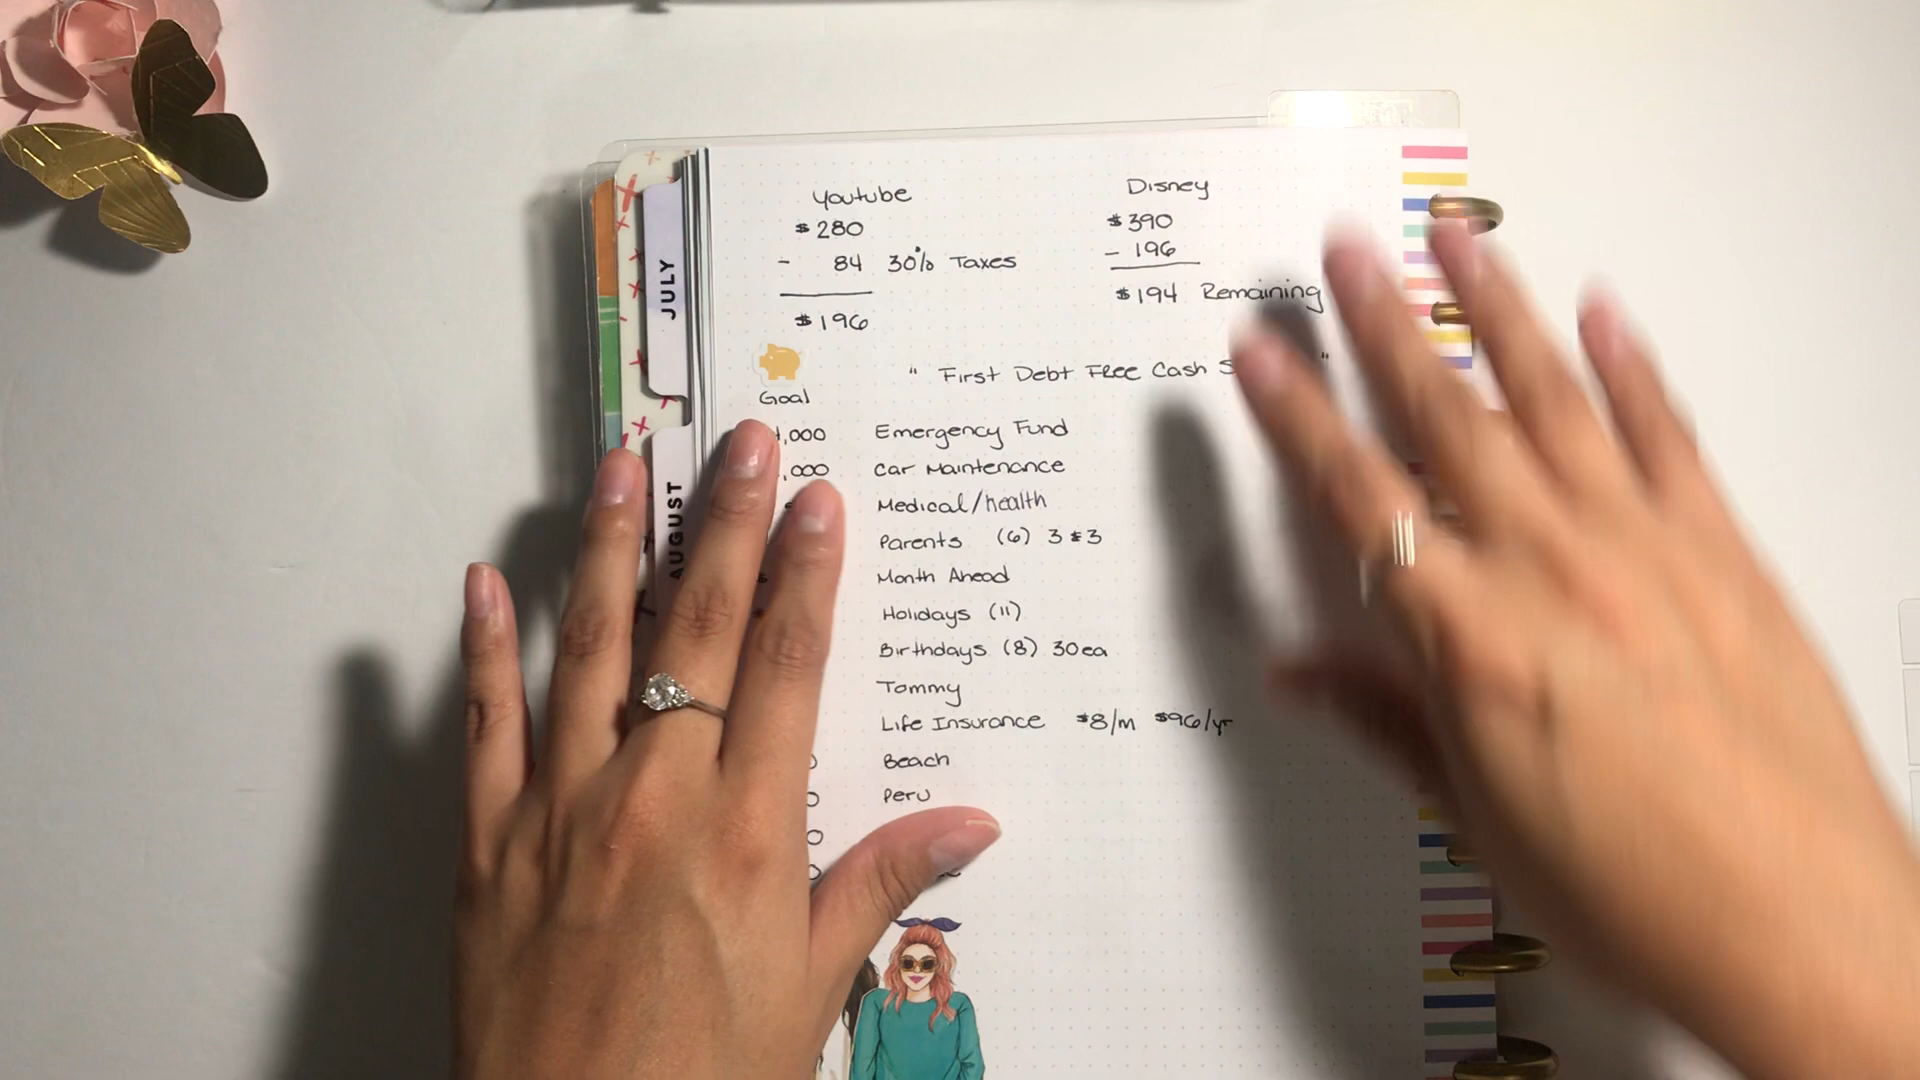 JULY
AUGUST
Youtube
$280
- 84 30% Taxes
$196
Disney
$390
- 196
$194 Remaining
Goal
" First Debt Free Cash "
,000 Emergency Fund
,000 Car Maintenance
Medical/health
Parents (6) 3 & 3
Month Ahead
Holidays (11)
Birthdays (8) 30ea
Tommy
Life Insurance $8/m $96/yr
Beach
Peru